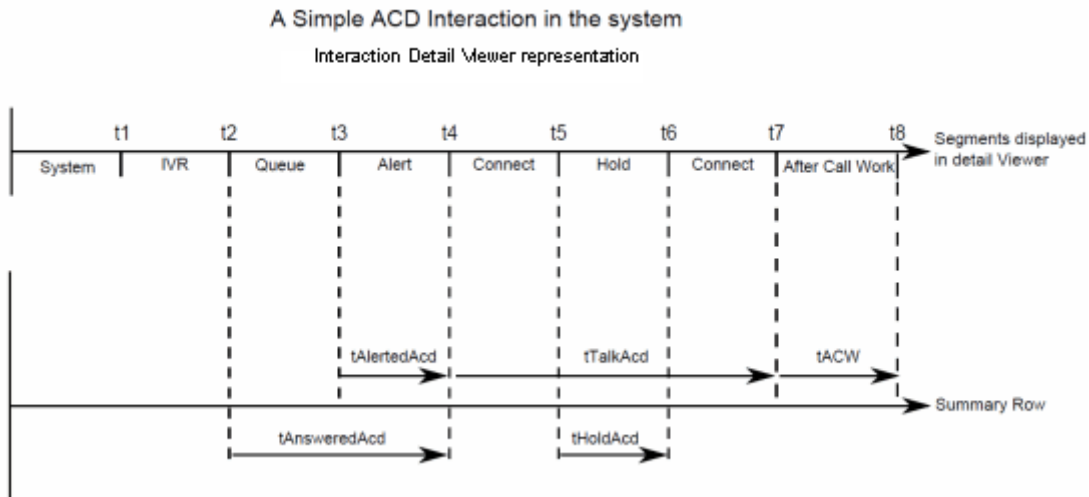 A Simple ACD Interaction in the system
Interaction Detail Viewer representation
t1 t2 t3 t4 t5 t6 t7 t8
System IVR Queue Alert Connect Hold Connect After Call Work
Segments displayed
in detail Viewer
tAlertedAcd tTalkAcd tACW
Summary Row
tAnsweredAcd tHoldAcd